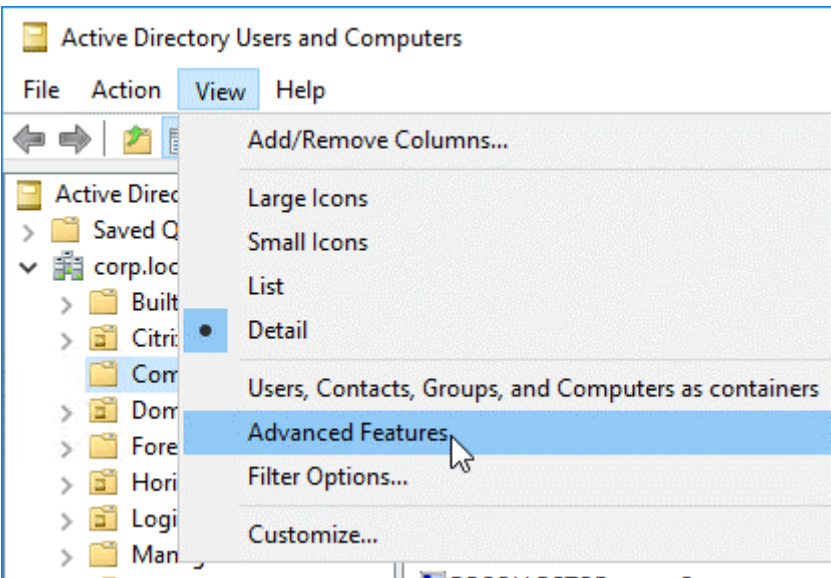 Active Directory Users and Computers
File Action View Help
Add/Remove Columns...
Active Direc
Large Icons
Saved Q
Small Icons
corp.loc
List
Built
Detail
Citri
Com
Users, Contacts, Groups, and Computers as containers
Dom
Advanced Features
Fore
Filter Options...
Hori
Logi
Customize...
Man